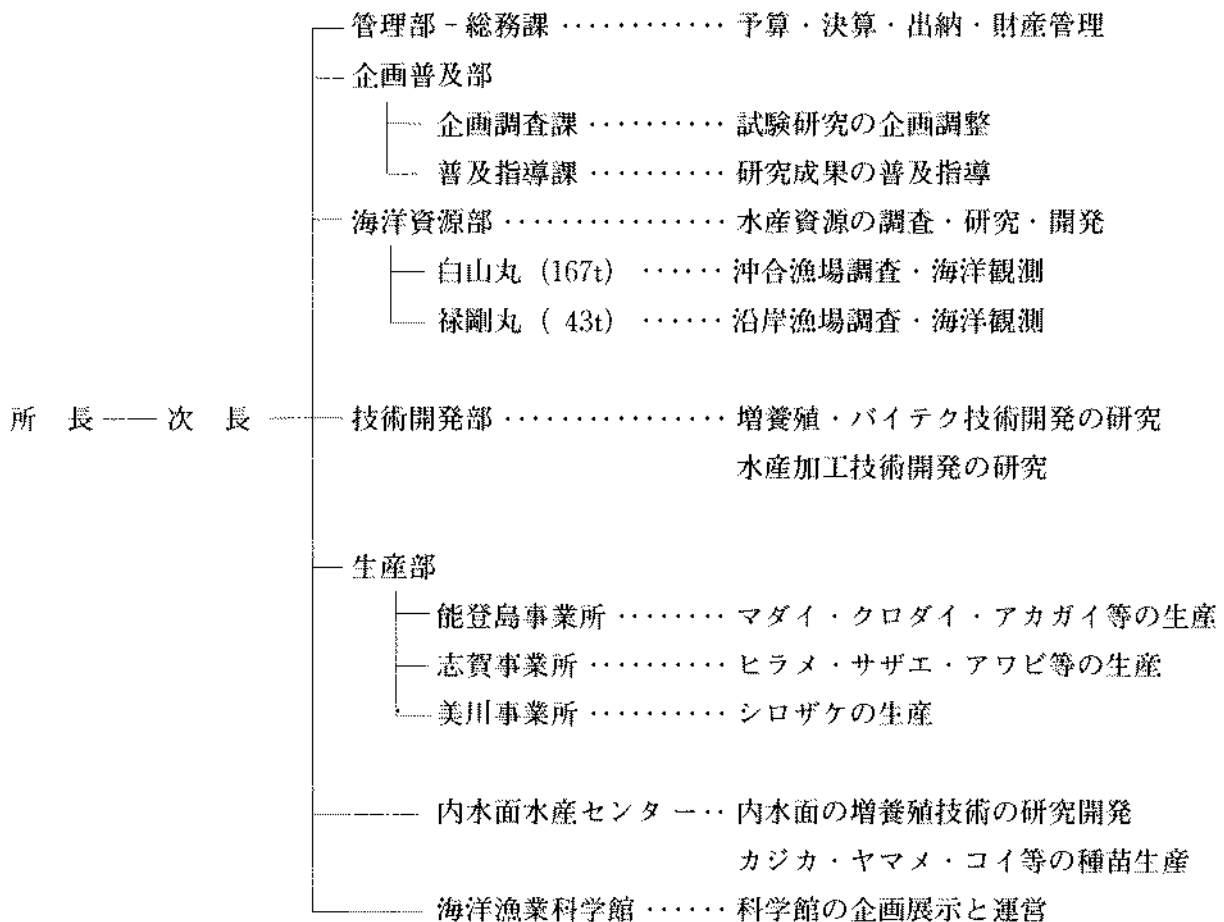 管理部－総務課 ………… 予算・決算・出納・財産管理
企画普及部
企画調査課 ………… 試験研究の企画調整
普及指導課 ………… 研究成果の普及指導
海洋資源部 ……………… 水産資源の調査・研究・開発
白山丸 (167t) …… 沖合漁場調査・海洋観測
禄剛丸 ( 43t) …… 沿岸漁場調査・海洋観測
所 長 ── 次 長 ─ 技術開発部 ……………… 増養殖・バイテク技術開発の研究
水産加工技術開発の研究
生産部
能登島事業所 ……… マダイ・クロダイ・アカガイ等の生産
志賀事業所 ………… ヒラメ・サザエ・アワビ等の生産
美川事業所 ………… シロザケの生産
内水面水産センター ‥ 内水面の増養殖技術の研究開発
カジカ・ヤマメ・コイ等の種苗生産
海洋漁業科学館 …… 科学館の企画展示と運営